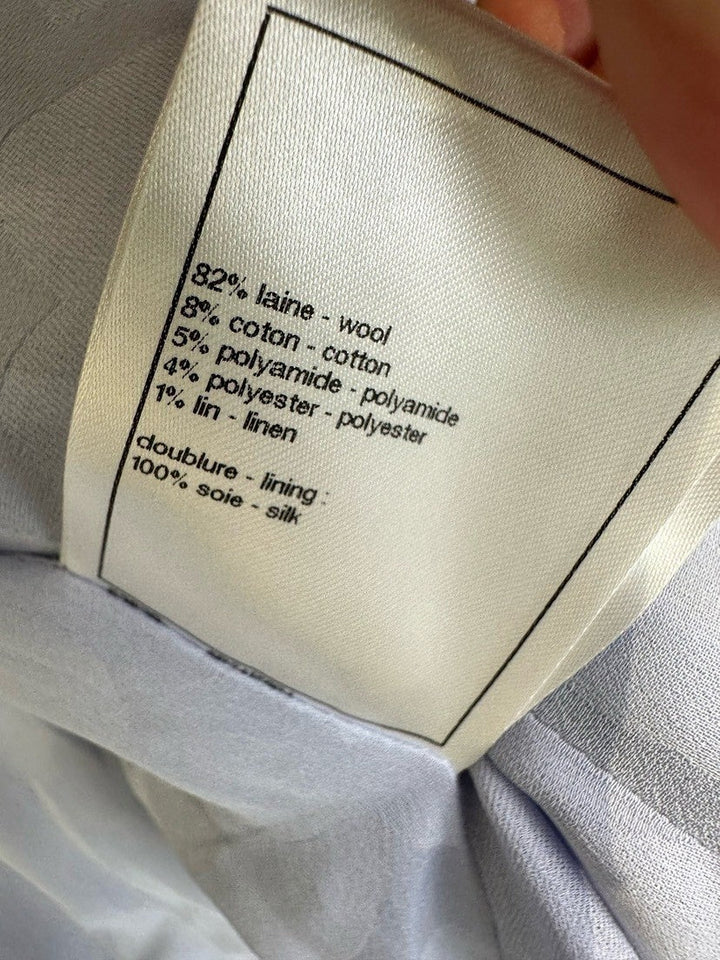 82% laine - wool
8% coton - cotton
5% polyamide - polyamide
4% polyester - polyester
1% lin - linen
doublure - lining :
100% soie - silk